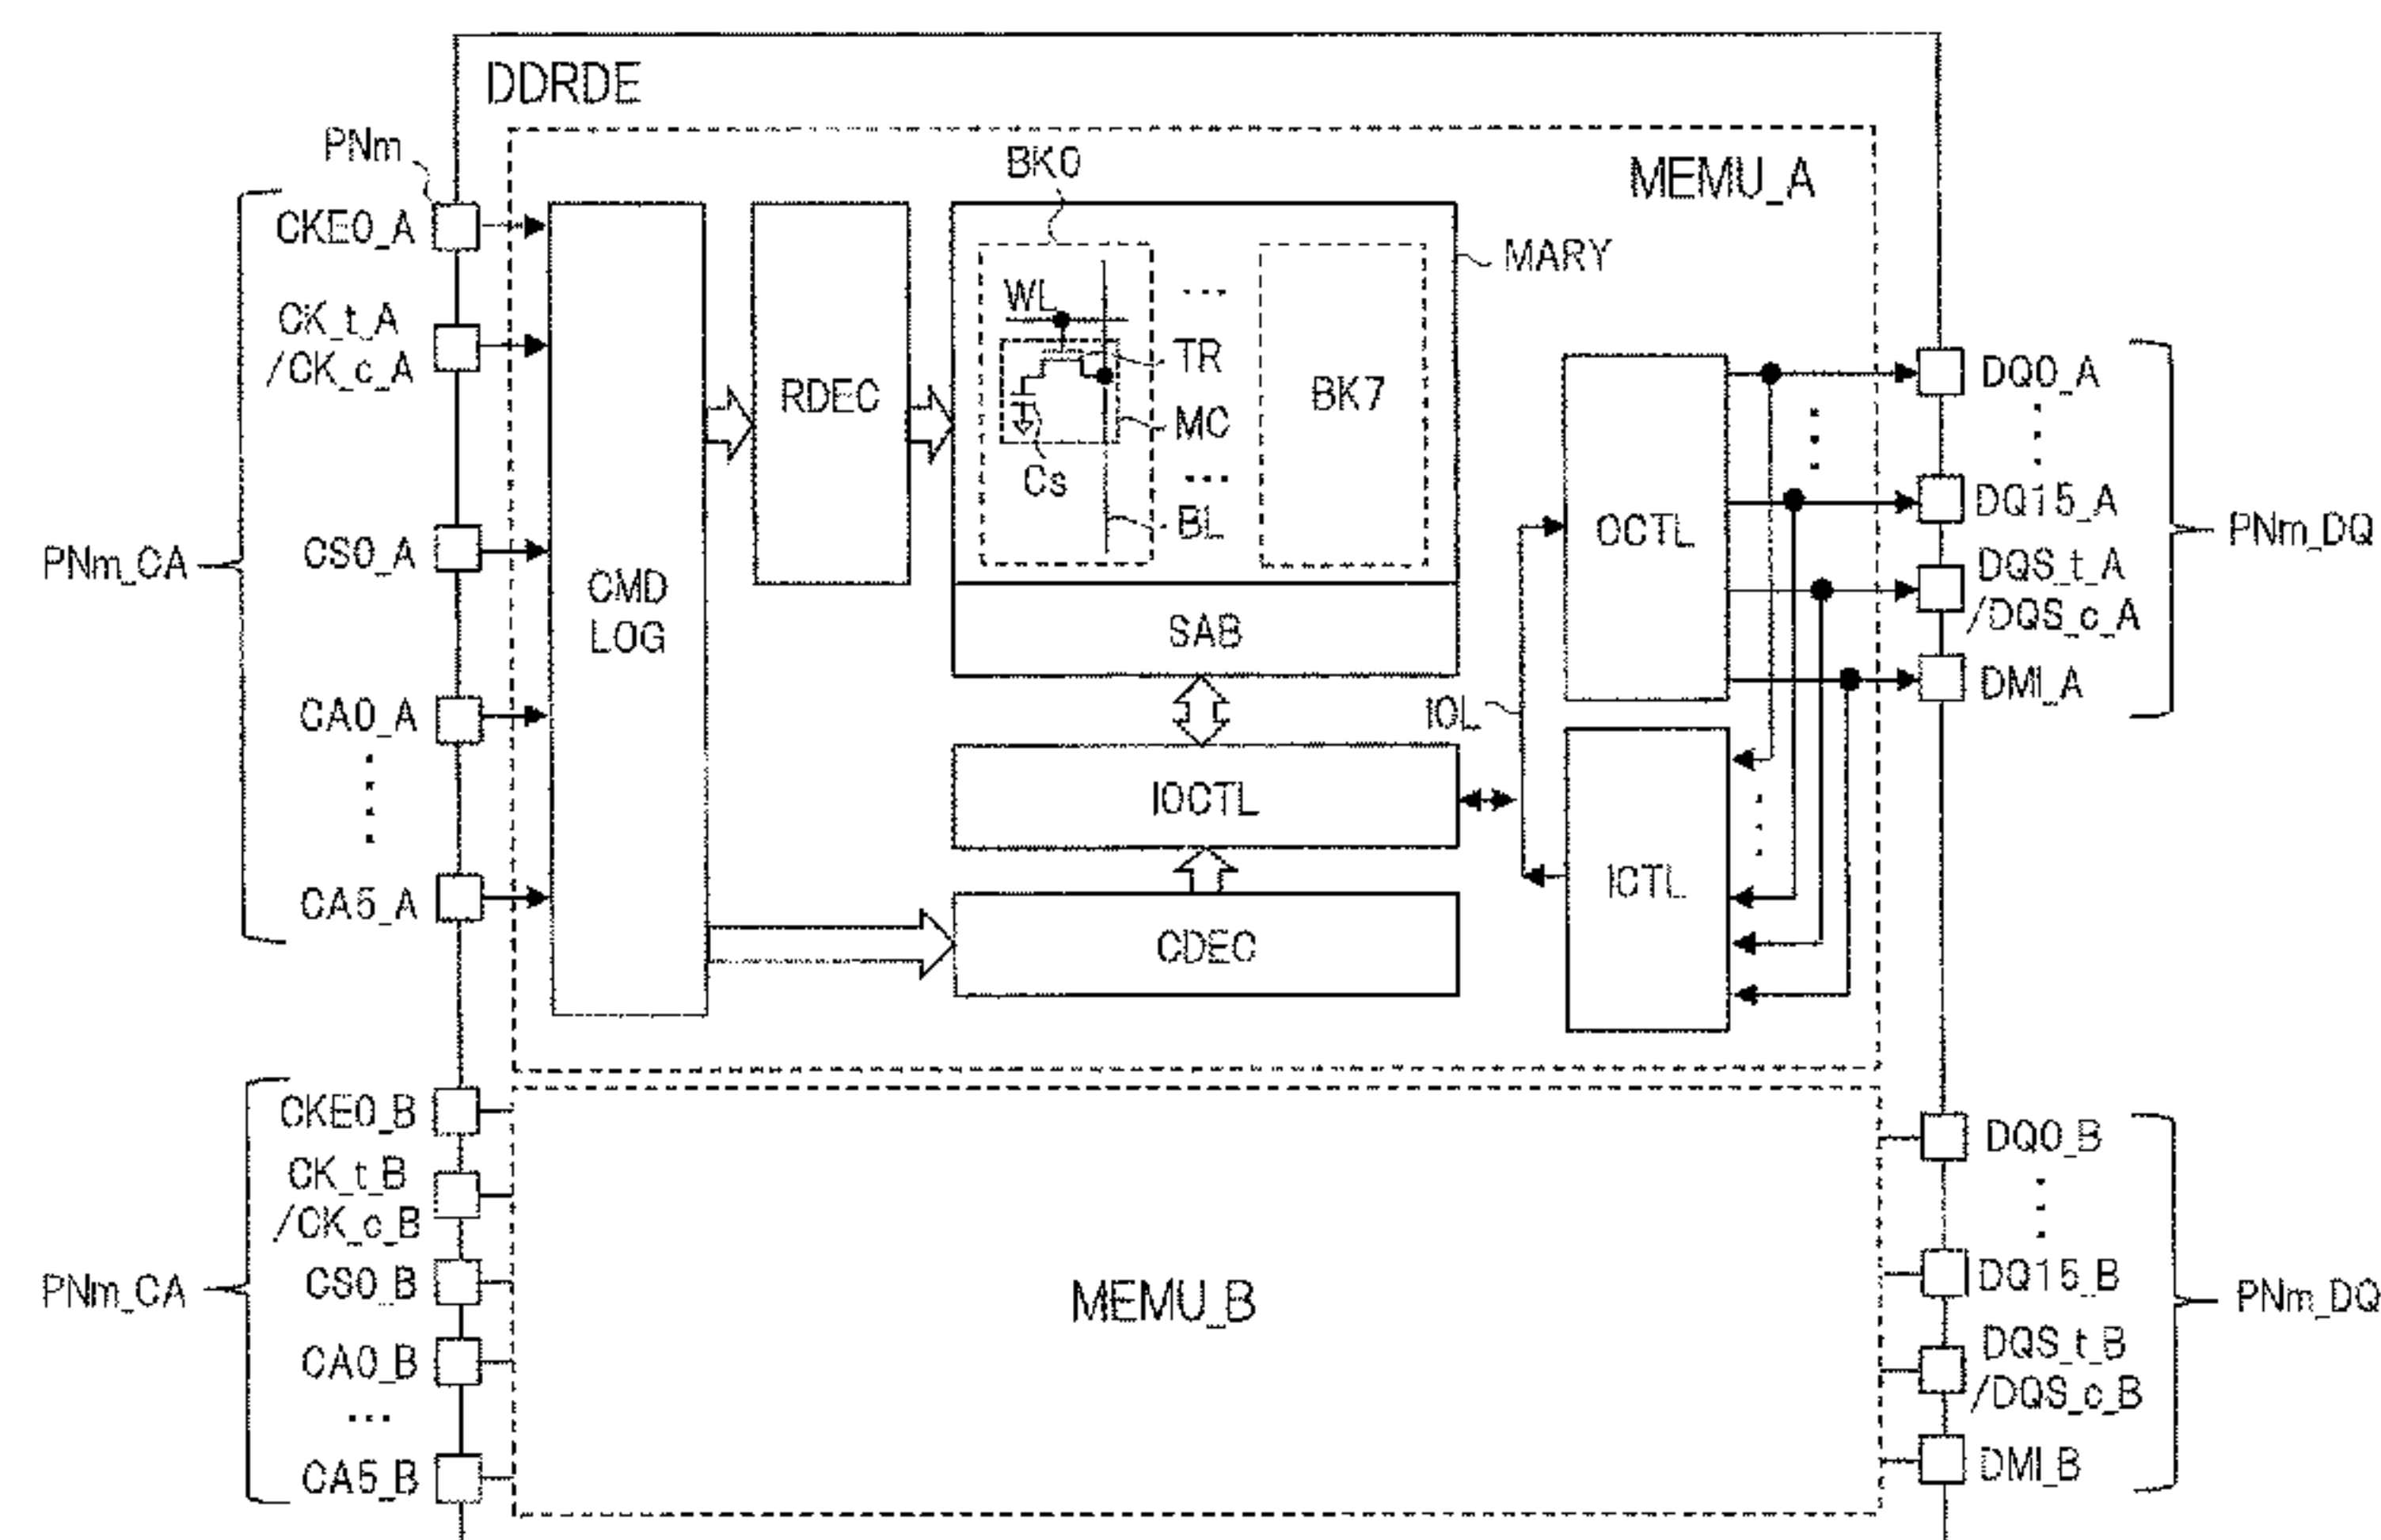 DDRDE
PNm
BK0
MEMU_A
CKE0_A
MARY
WL
...
CK_t_A
/CK_c_A
TR
DQ0_A
RDEC
BK7
MC
Cs
...
DQ15_A
BL
OCTL
PNm_DQ
PNm_CA
CS0_A
DQS_t_A
/DQS_c_A
CMD
LOG
SAB
DMI_A
CA0_A
IOL
IOCTL
ICTL
CA5_A
CDEC
CKE0_B
DQ0_B
CK_t_B
/CK_c_B
PNm_CA
CS0_B
DQ15_B
MEMU_B
PNm_DQ
CA0_B
DQS_t_B
/DQS_c_B
...
CA5_B
DMI_B